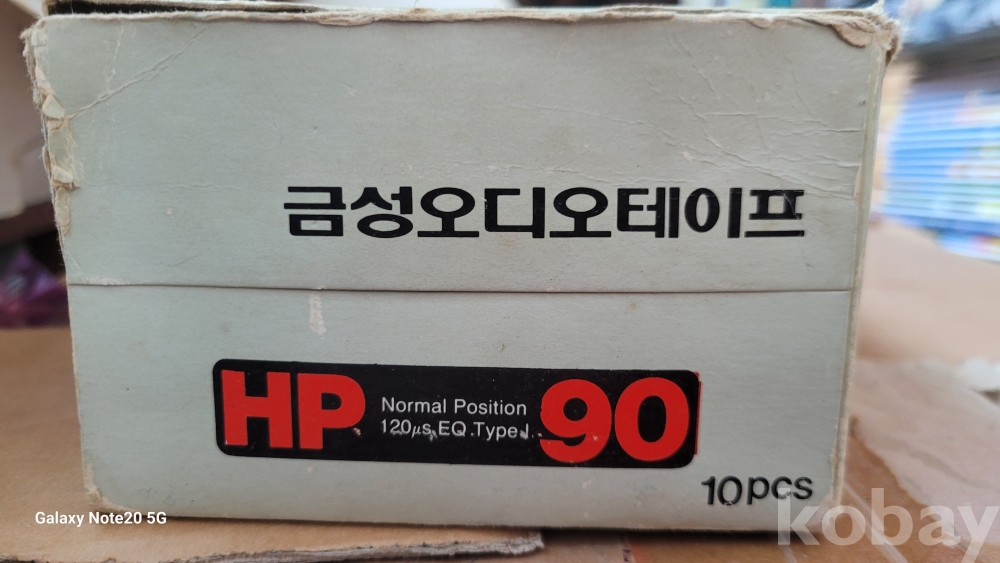 금성오디오테이프
HP Normal Position 90
120µs EQ Type I
10pcs
Galaxy Note20 5G
kobay